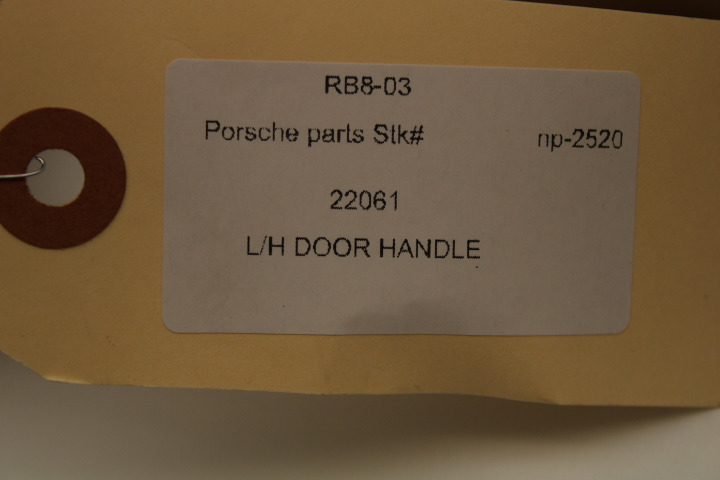 RB8-03
Porsche parts Stk# np-2520
22061
L/H DOOR HANDLE